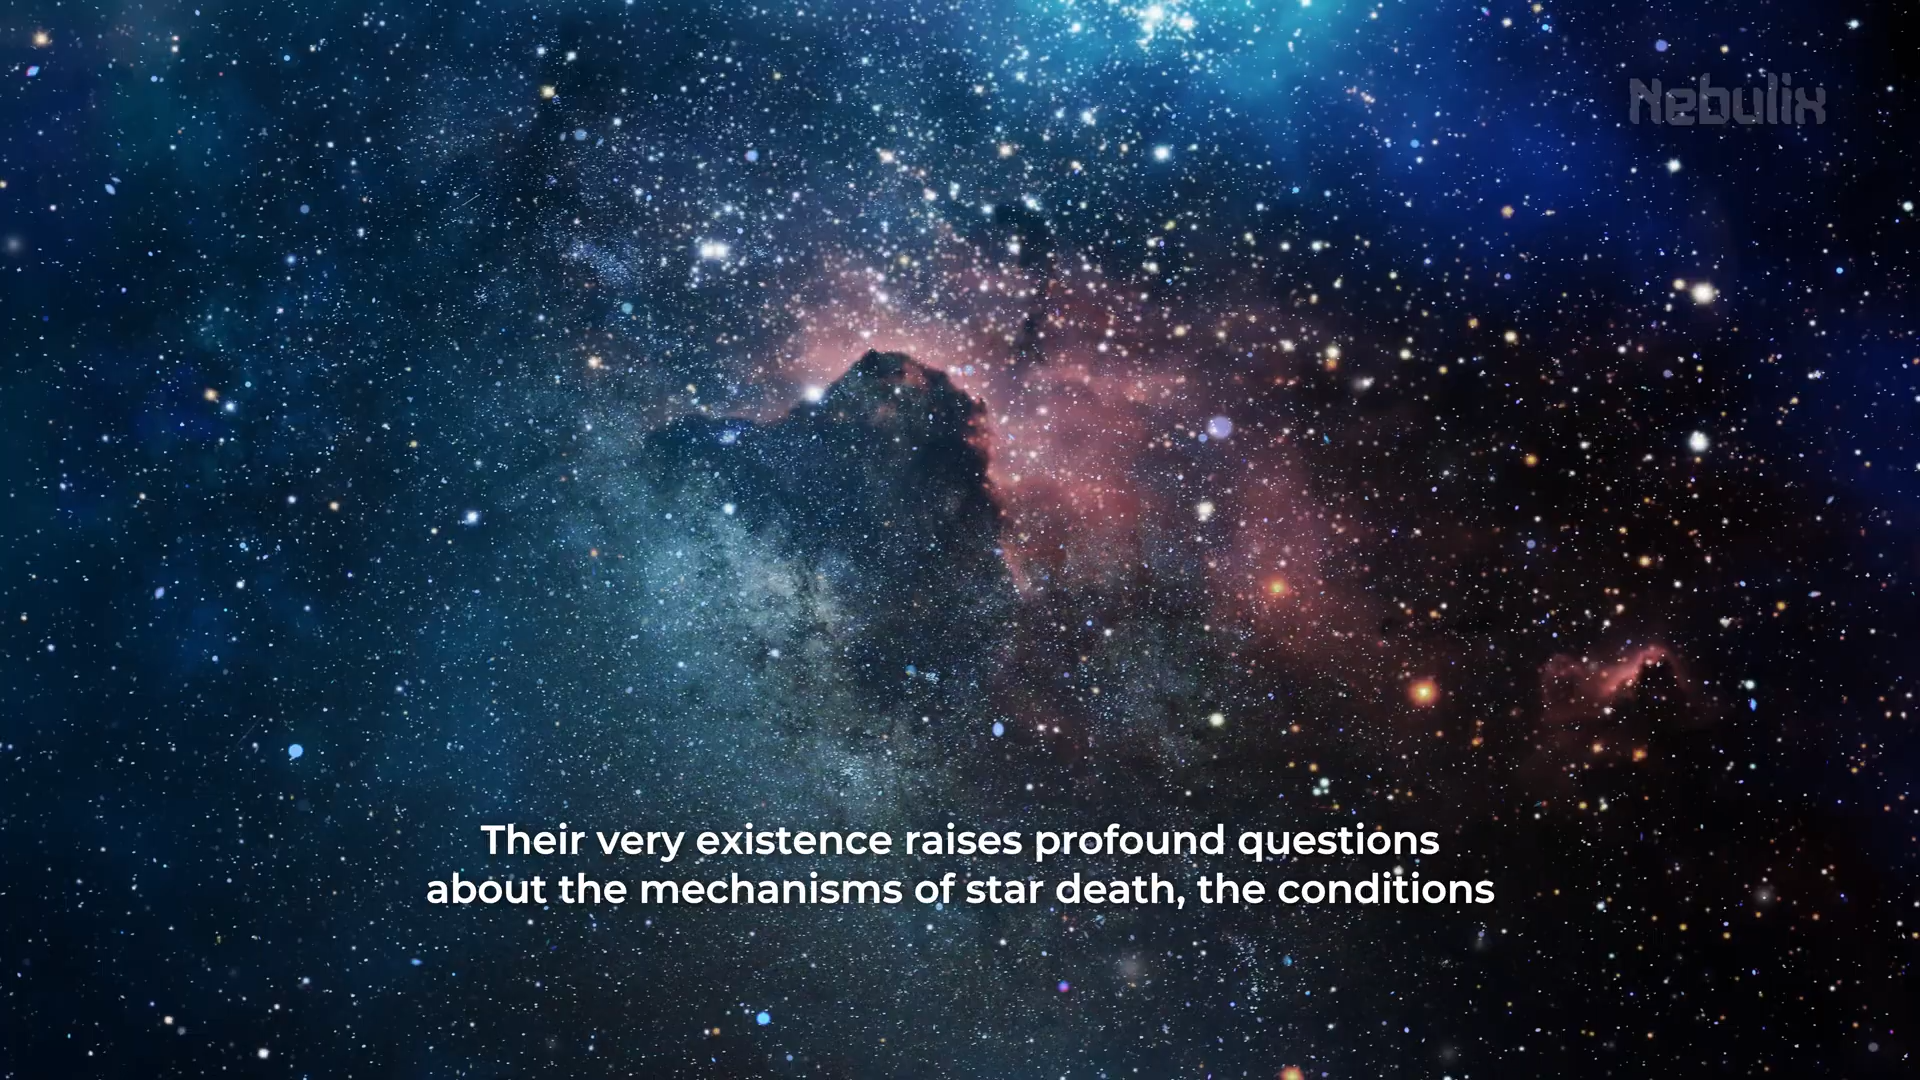 Nebulix
Their very existence raises profound questions
about the mechanisms of star death, the conditions